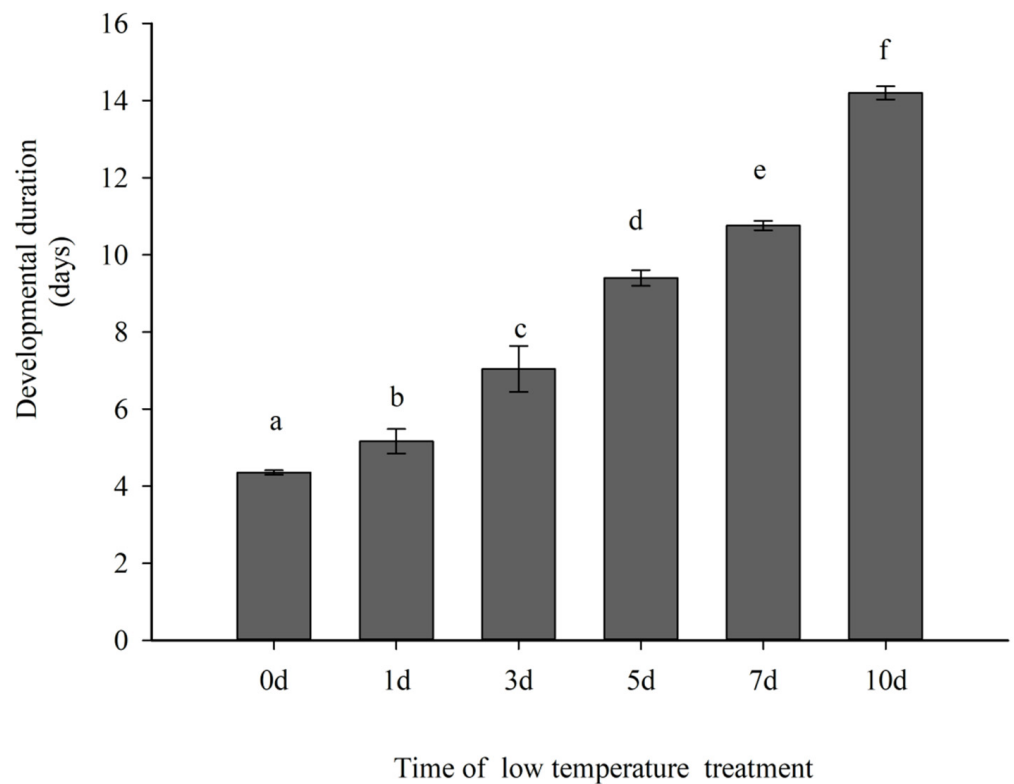 16
14
12
10
8
6
4
2
0
Developmental duration
(days)
a
b
c
d
e
f
0d 1d 3d 5d 7d 10d
Time of low temperature treatment